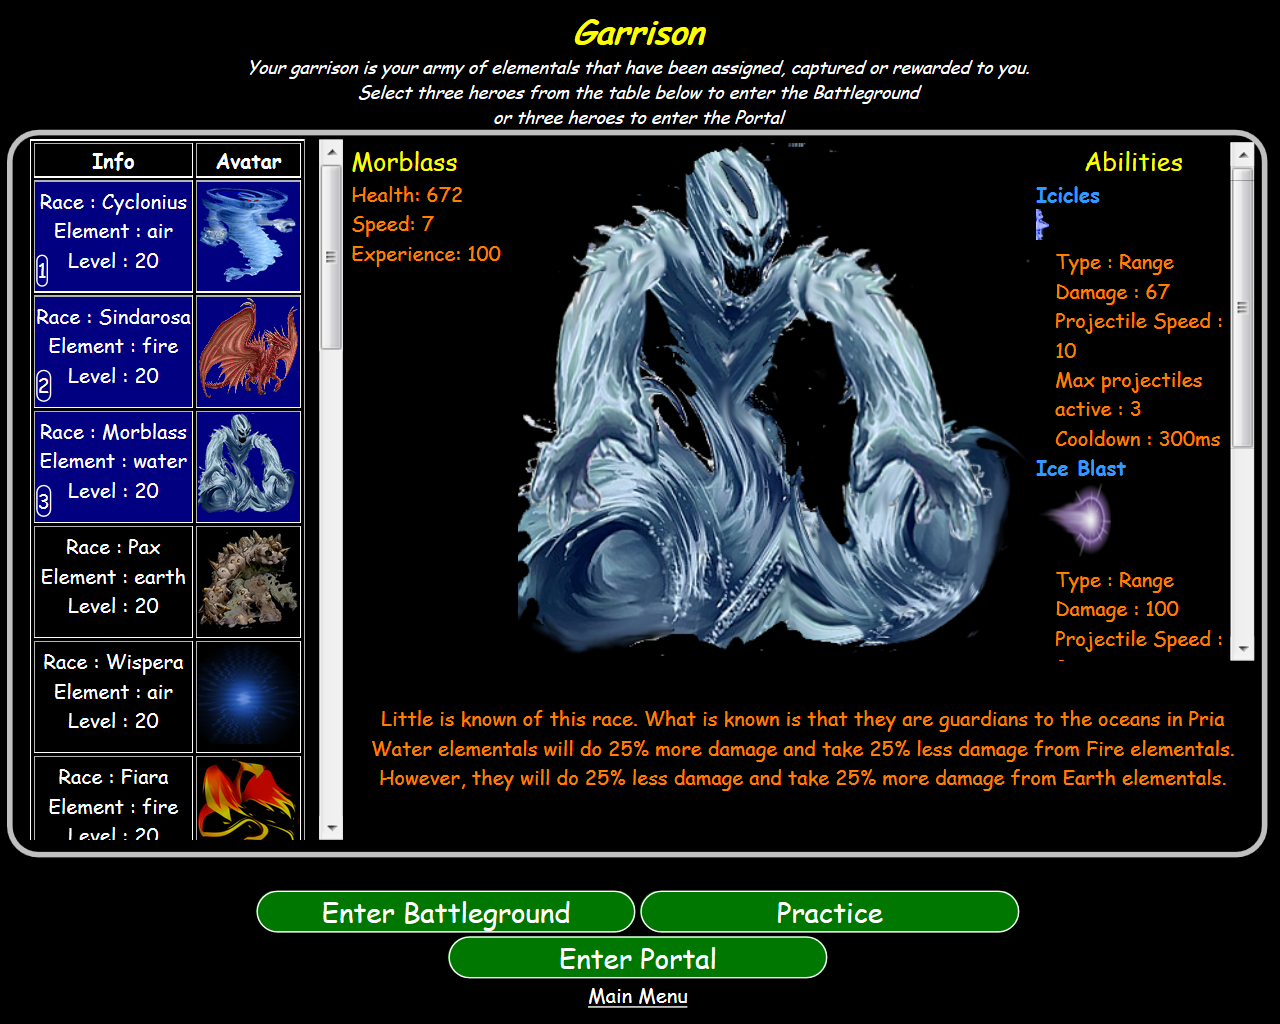 Garrison
Your garrison is your army of elementals that have been assigned, captured or rewarded to you.
Select three heroes from the table below to enter the Battleground
or three heroes to enter the Portal
Info
Avatar
Race : Cyclonius
Element : air
Level : 20
1
Race : Sindarosa
Element : fire
Level : 20
2
Race : Morblass
Element : water
Level : 20
3
Race : Pax
Element : earth
Level : 20
Race : Wispera
Element : air
Level : 20
Race : Fiara
Element : fire
Level : 20
Morblass
Health: 672
Speed: 7
Experience: 100
Abilities
Icicles
Type : Range
Damage : 67
Projectile Speed :
10
Max projectiles
active : 3
Cooldown : 300ms
Ice Blast
Type : Range
Damage : 100
Projectile Speed :
Little is known of this race. What is known is that they are guardians to the oceans in Pria
Water elementals will do 25% more damage and take 25% less damage from Fire elementals.
However, they will do 25% less damage and take 25% more damage from Earth elementals.
Enter Battleground
Practice
Enter Portal
Main Menu